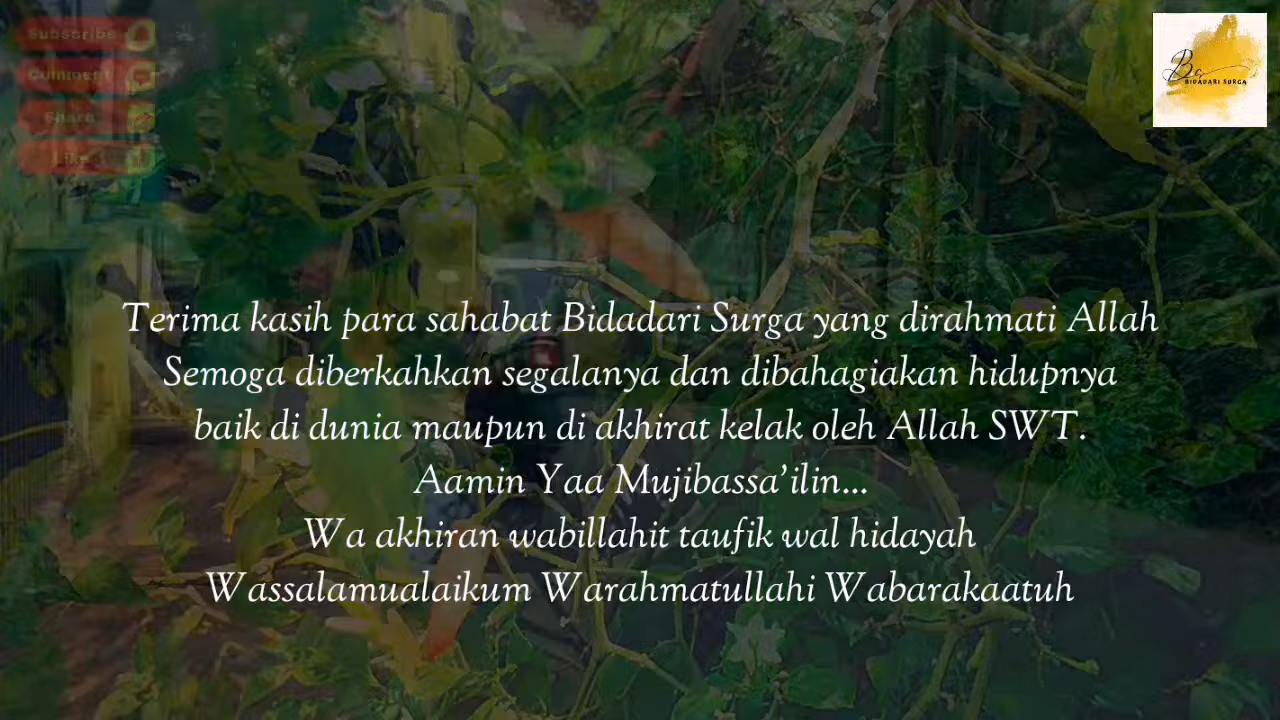 Subscribe
Comment
Share
Like
BIDADARI SURGA
Terima kasih para sahabat Bidadari Surga yang dirahmati Allah
Semoga diberkahkan segalanya dan dibahagiakan hidupnya
baik di dunia maupun di akhirat kelak oleh Allah SWT.
Aamin Yaa Mujibassa'ilin...
Wa akhiran wabillahit taufik wal hidayah
Wassalamualaikum Warahmatullahi Wabarakaatuh